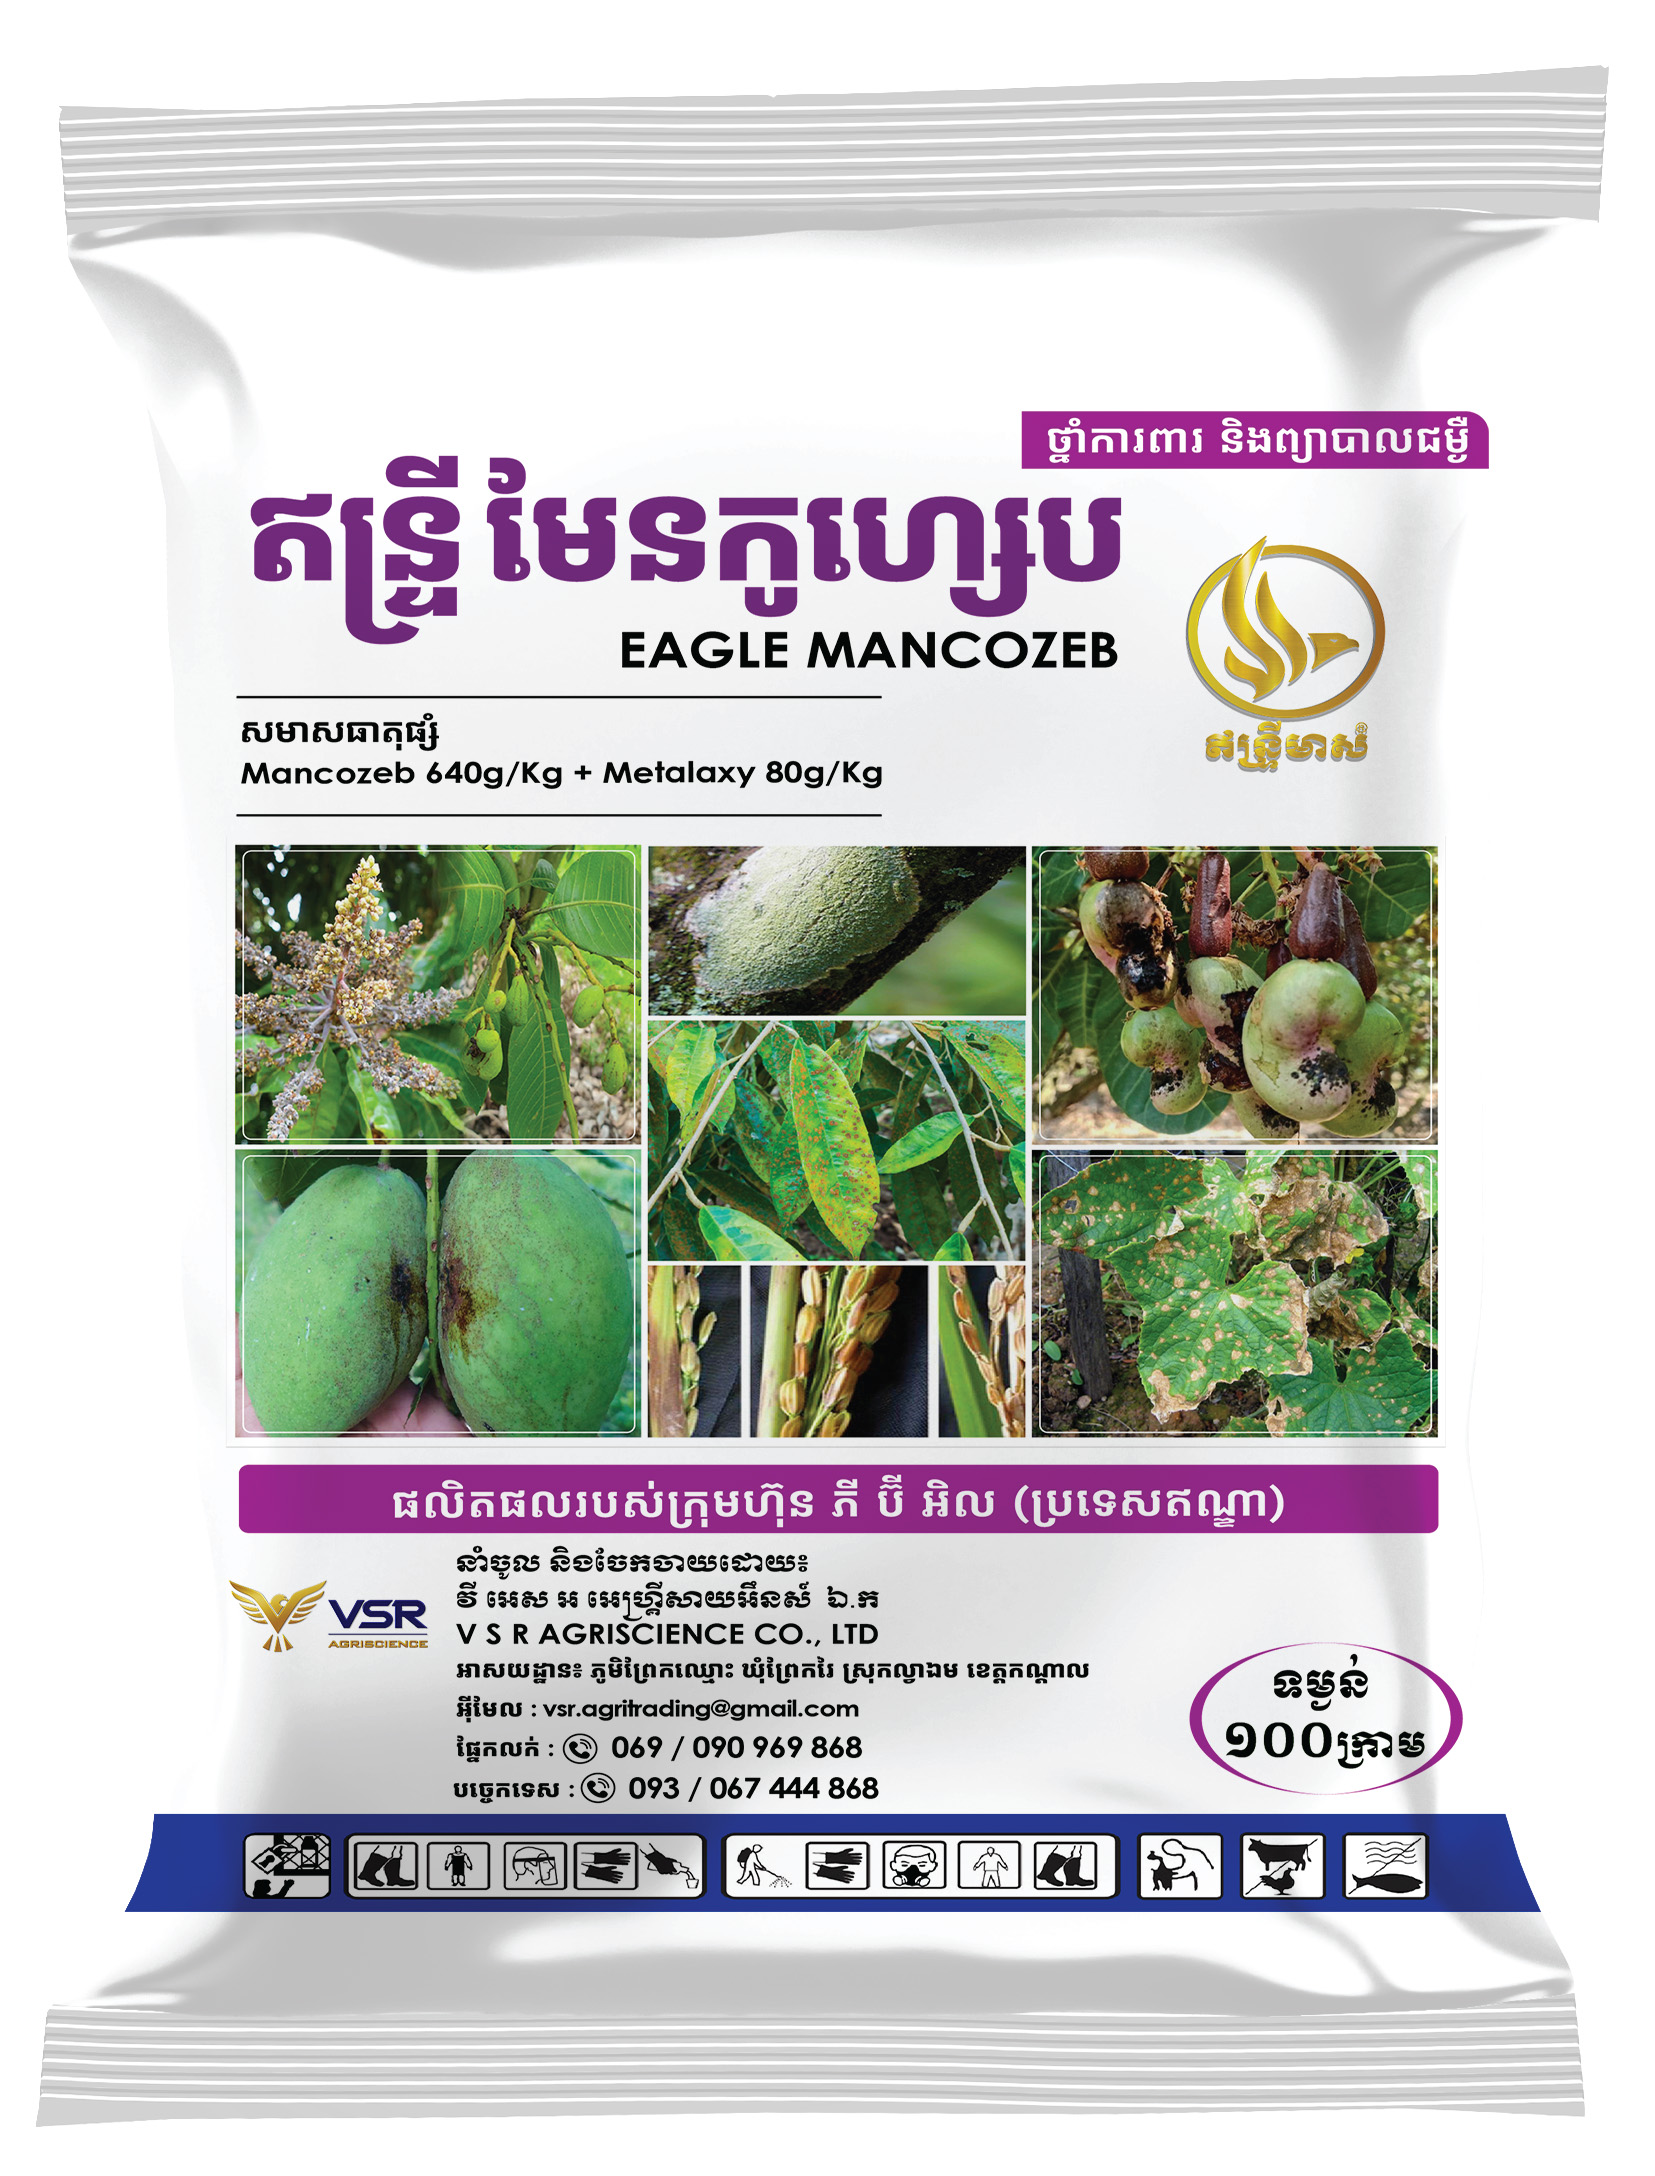 ថ្នាំការពារ និងព្យាបាលជម្ងឺ
ឥន្ទ្រី មែនកូហ្សេប
EAGLE MANCOZEB
ឥន្ទ្រីមាស
សមាសធាតុផ្សំ
Mancozeb 640g/Kg + Metalaxy 80g/Kg
ផលិតផលរបស់ក្រុមហ៊ុន ភី ប៊ី អិល (ប្រទេសឥណ្ឌា)
VSR
AGRISCIENCE
នាំចូល និងចែកចាយដោយ៖
វី អេស អ អេហ្គ្រីសាយអឹនស៍ ឯ.ក
V S R AGRISCIENCE CO., LTD
អាសយដ្ឋាន៖ ភូមិព្រែកឈ្មោះ ឃុំព្រែករៃ ស្រុកល្វាឯម ខេត្តកណ្តាល
អ៊ីមែល : vsr.agritrading@gmail.com
ផ្នែកលក់ : 069 / 090 969 868
បច្ចេកទេស : 093 / 067 444 868
ទម្ងន់
១០០ក្រាម